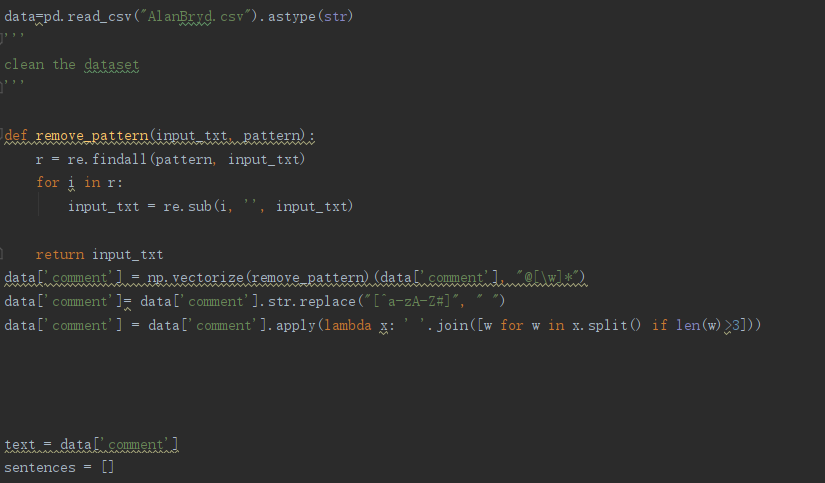 data=pd.read_csv("AlanBryd.csv").astype(str)
'''
clean the dataset
'''
def remove_pattern(input_txt, pattern):
    r = re.findall(pattern, input_txt)
    for i in r:
        input_txt = re.sub(i, '', input_txt)
    return input_txt
data['comment'] = np.vectorize(remove_pattern)(data['comment'], "@[\w]*")
data['comment']= data['comment'].str.replace("[^a-zA-Z#]", " ")
data['comment'] = data['comment'].apply(lambda x: ' '.join([w for w in x.split() if len(w)>3]))
text = data['comment']
sentences = []